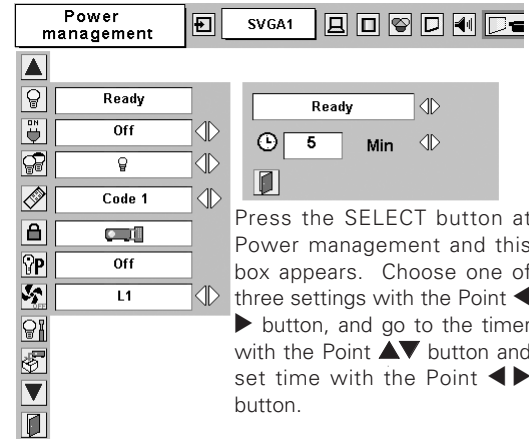 Power
management
SVGA1
Ready
Off
Code 1
Off
L1
ON
P
OFF
Ready
5 Min
Press the SELECT button at
Power management and this
box appears. Choose one of
three settings with the Point ◀
▶ button, and go to the timer
with the Point ▲▼ button and
set time with the Point ◀▶
button.